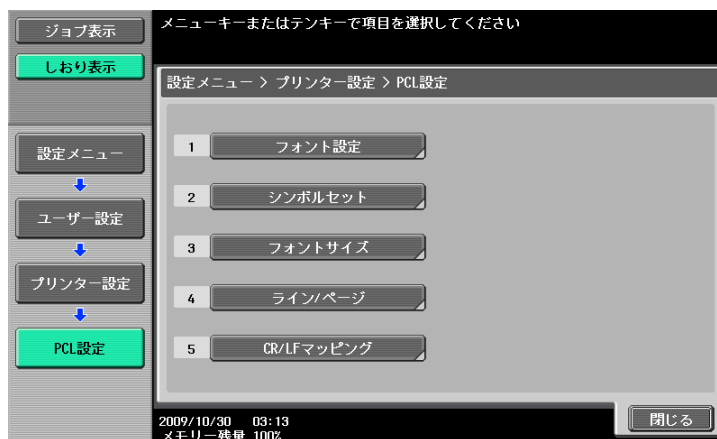 ジョブ表示
しおり表示
設定メニュー
ユーザー設定
プリンター設定
PCL設定
メニューキーまたはテンキーで項目を選択してください
設定メニュー > プリンター設定 > PCL設定
1 フォント設定
2 シンボルセット
3 フォントサイズ
4 ライン/ページ
5 CR/LFマッピング
2009/10/30 03:13
メモリー残量 100%
閉じる